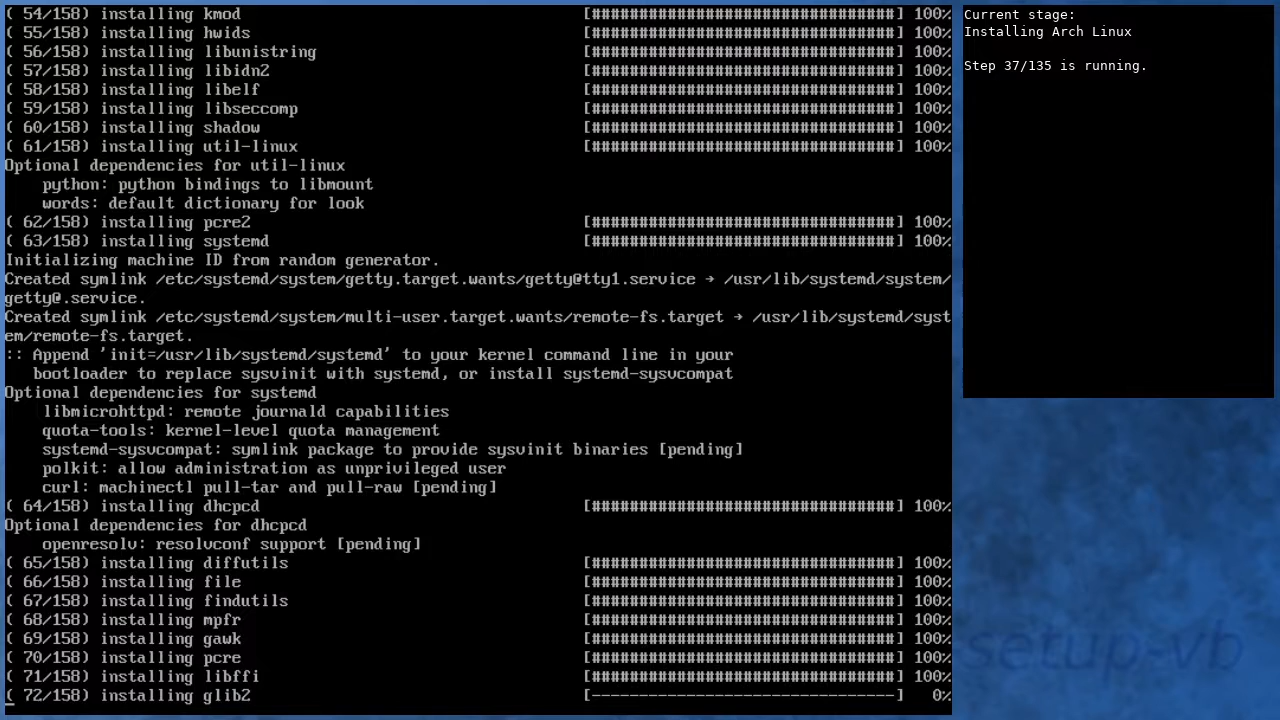 ( 54/158) installing kmod [################################] 100%
( 55/158) installing hwids [################################] 100%
( 56/158) installing libunistring [################################] 100%
( 57/158) installing libidn2 [################################] 100%
( 58/158) installing libelf [################################] 100%
( 59/158) installing libseccomp [################################] 100%
( 60/158) installing shadow [################################] 100%
( 61/158) installing util-linux [################################] 100%
Optional dependencies for util-linux
    python: python bindings to libmount
    words: default dictionary for look
( 62/158) installing pcre2 [################################] 100%
( 63/158) installing systemd [################################] 100%
Initializing machine ID from random generator.
Created symlink /etc/systemd/system/getty.target.wants/getty@tty1.service → /usr/lib/systemd/system/
getty@.service.
Created symlink /etc/systemd/system/multi-user.target.wants/remote-fs.target → /usr/lib/systemd/syst
em/remote-fs.target.
:: Append 'init=/usr/lib/systemd/systemd' to your kernel command line in your
   bootloader to replace sysvinit with systemd, or install systemd-sysvcompat
Optional dependencies for systemd
    libmicrohttpd: remote journald capabilities
    quota-tools: kernel-level quota management
    systemd-sysvcompat: symlink package to provide sysvinit binaries [pending]
    polkit: allow administration as unprivileged user
    curl: machinectl pull-tar and pull-raw [pending]
( 64/158) installing dhcpcd [################################] 100%
Optional dependencies for dhcpcd
    openresolv: resolvconf support [pending]
( 65/158) installing diffutils [################################] 100%
( 66/158) installing file [################################] 100%
( 67/158) installing findutils [################################] 100%
( 68/158) installing mpfr [################################] 100%
( 69/158) installing gawk [################################] 100%
( 70/158) installing pcre [################################] 100%
( 71/158) installing libffi [################################] 100%
( 72/158) installing glib2 [--------------------------------] 0%
Current stage:
Installing Arch Linux
Step 37/135 is running.
setup-vb